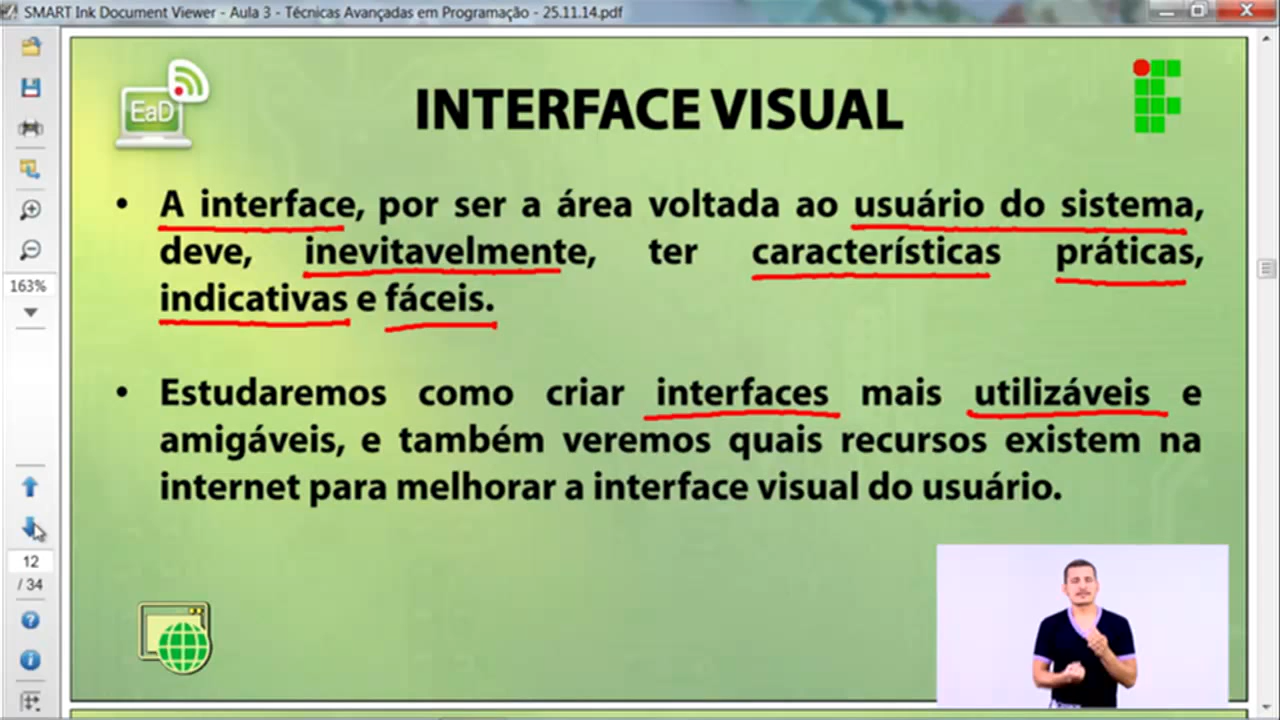 SMART Ink Document Viewer - Aula 3 - Técnicas Avançadas em Programação - 25.11.14.pdf
EaD
INTERFACE VISUAL
• A interface, por ser a área voltada ao usuário do sistema,
deve, inevitavelmente, ter características práticas,
indicativas e fáceis.
• Estudaremos como criar interfaces mais utilizáveis e
amigáveis, e também veremos quais recursos existem na
internet para melhorar a interface visual do usuário.
163%
12
/ 34